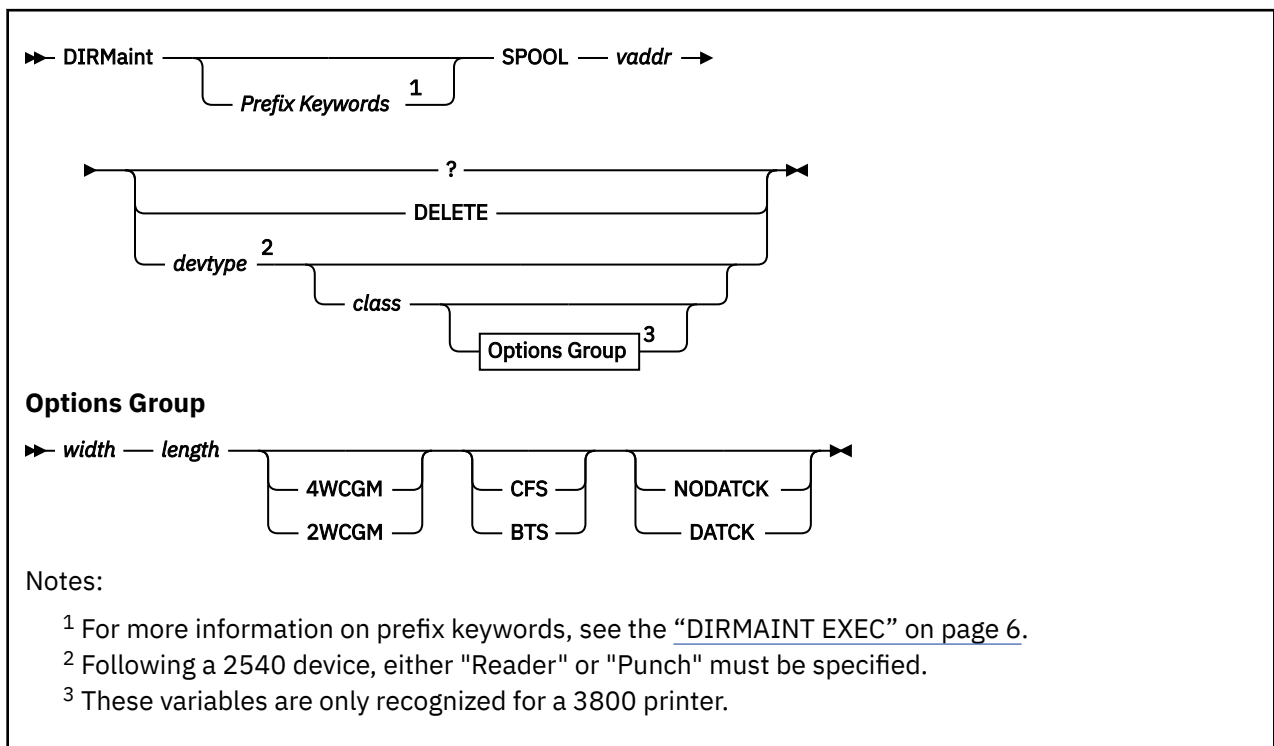 DIRMaint SPOOL vaddr
Prefix Keywords 1
?
DELETE
devtype 2
class
Options Group 3
Options Group
width length
4WCGM CFS NODATCK
2WCGM BTS DATCK
Notes:
1 For more information on prefix keywords, see the “DIRMAINT EXEC” on page 6.
2 Following a 2540 device, either "Reader" or "Punch" must be specified.
3 These variables are only recognized for a 3800 printer.